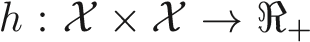 h : 𝒳 × 𝒳 → ℜ₊